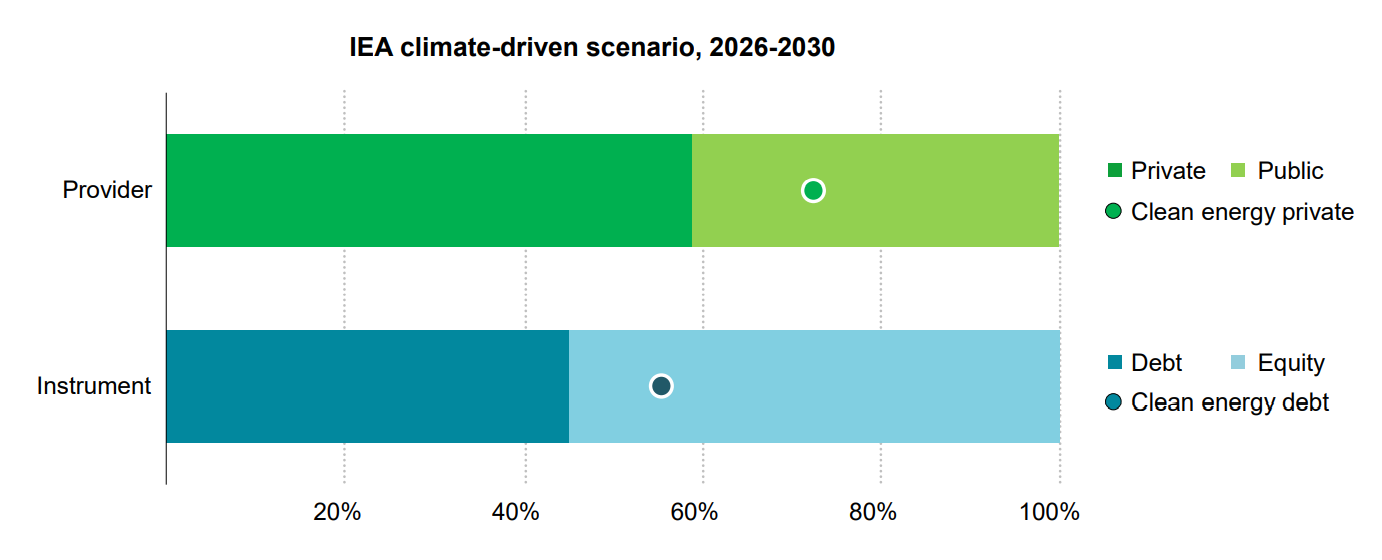 IEA climate-driven scenario, 2026-2030
Provider
Private
Public
Clean energy private
Instrument
Debt
Equity
Clean energy debt
20%
40%
60%
80%
100%